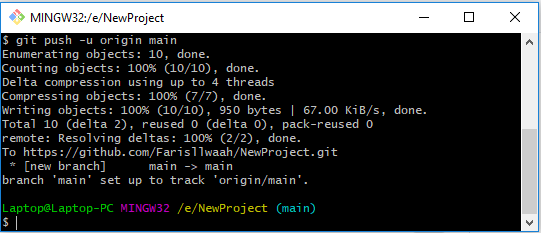 MINGW32:/e/NewProject
$ git push -u origin main
Enumerating objects: 10, done.
Counting objects: 100% (10/10), done.
Delta compression using up to 4 threads
Compressing objects: 100% (7/7), done.
Writing objects: 100% (10/10), 950 bytes | 67.00 KiB/s, done.
Total 10 (delta 2), reused 0 (delta 0), pack-reused 0
remote: Resolving deltas: 100% (2/2), done.
To https://github.com/Farisllwaah/NewProject.git
 * [new branch]      main -> main
branch 'main' set up to track 'origin/main'.
Laptop@Laptop-PC MINGW32 /e/NewProject (main)
$